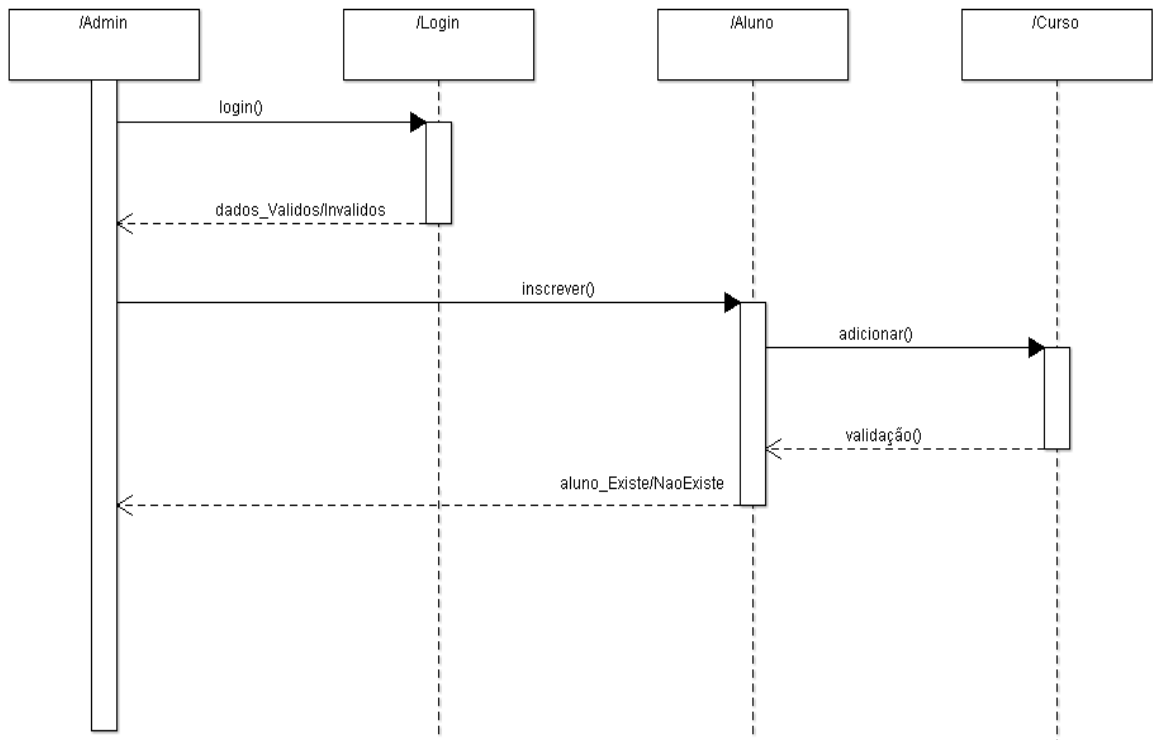 /Admin
/Login
/Aluno
/Curso
login()
dados_Validos/Invalidos
inscrever()
adicionar()
validação()
aluno_Existe/NaoExiste